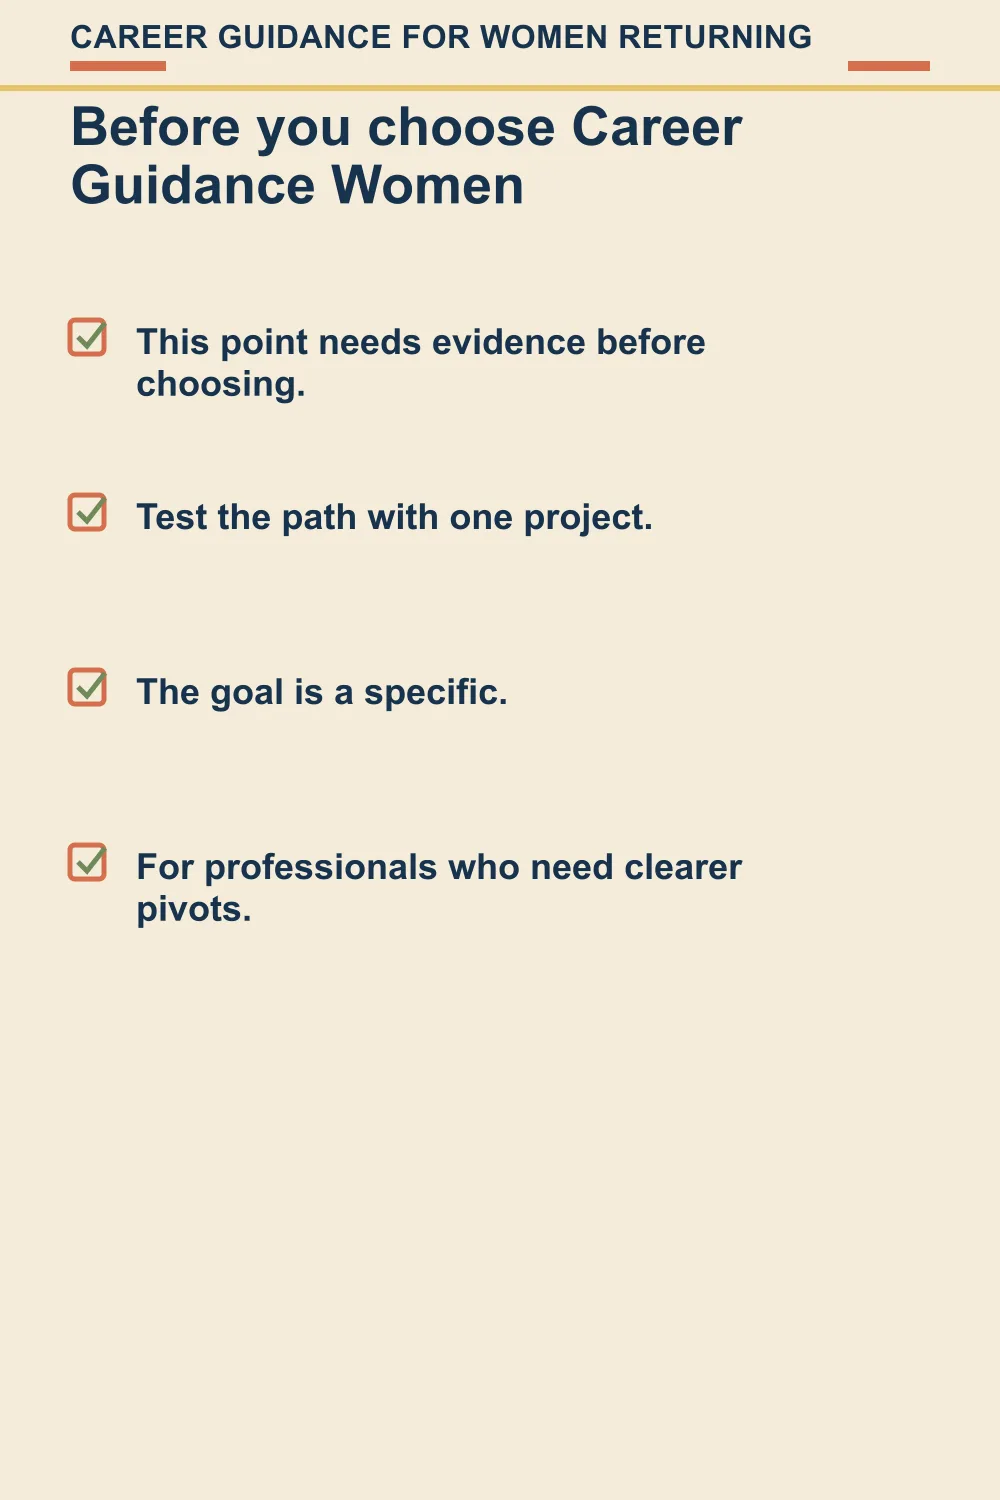 CAREER GUIDANCE FOR WOMEN RETURNING
Before you choose Career
Guidance Women
This point needs evidence before
choosing.
Test the path with one project.
The goal is a specific.
For professionals who need clearer
pivots.